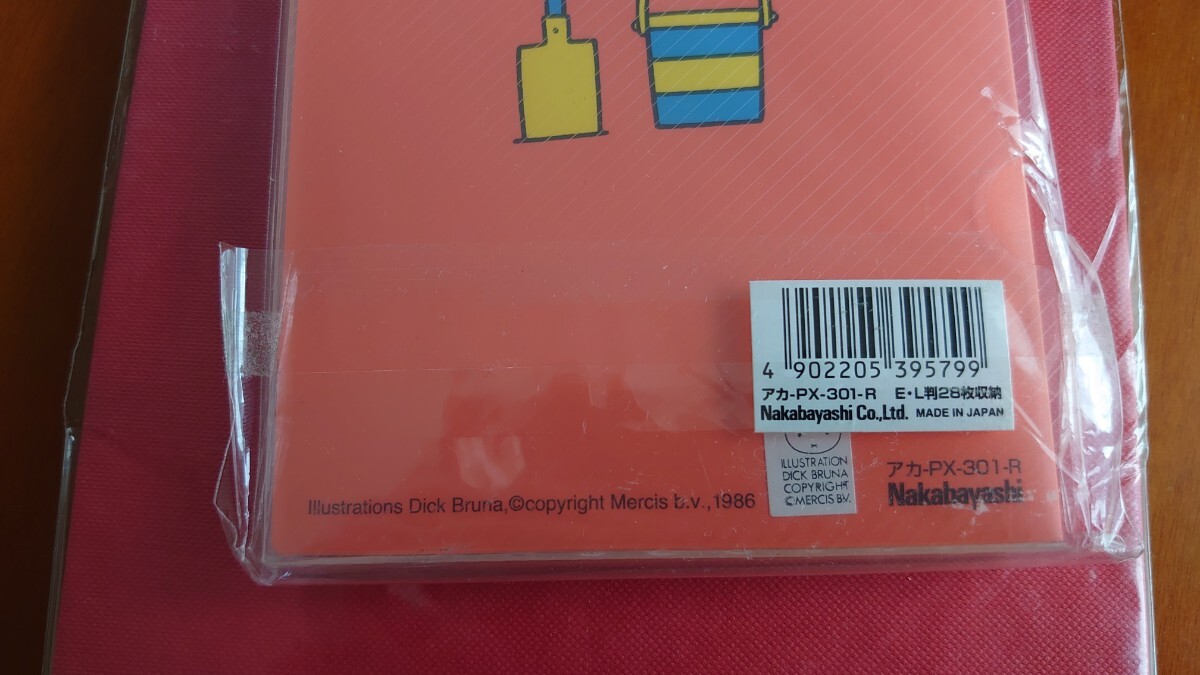 4 902205 395799
アカ-PX-301-R E・L判28枚収納
Nakabayashi Co.,Ltd. MADE IN JAPAN
ILLUSTRATION
DICK BRUNA
COPYRIGHT
©MERCIS B.V.
アカ-PX-301-R
Nakabayashi
Illustrations Dick Bruna,©copyright Mercis b.v.,1986